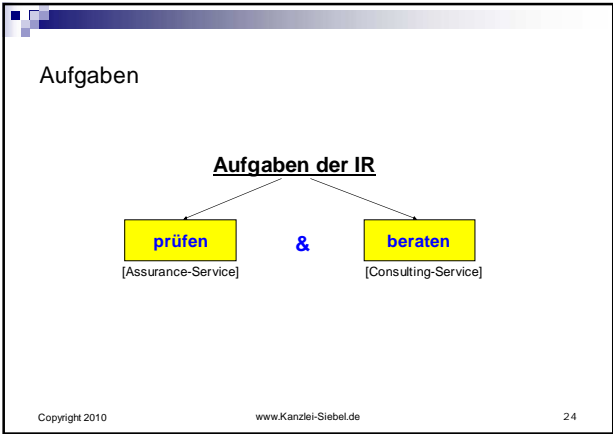 Aufgaben
Aufgaben der IR
prüfen & beraten
[Assurance-Service] [Consulting-Service]
Copyright 2010 www.Kanzlei-Siebel.de 24